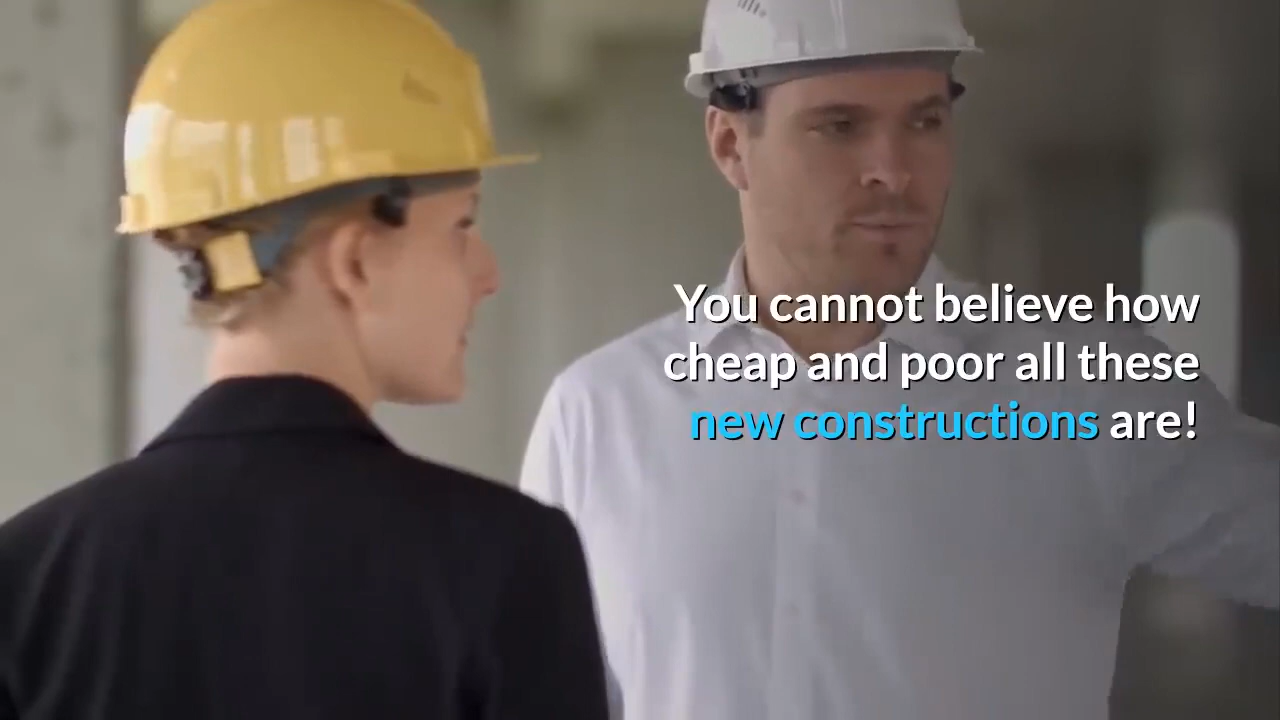 You cannot believe how
cheap and poor all these
new constructions are!